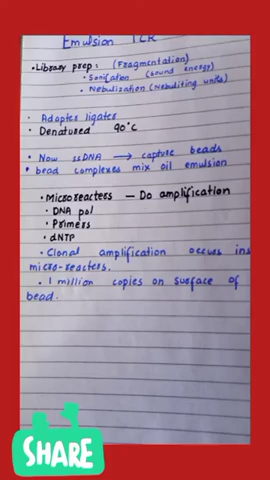 Emulsion PCR
• Library prep: (Fragmentation)
• Sonifation (sound energy)
• Nebulization (Nebuliting units)
• Adapter ligates
• Denatured 90°C
• Now ssDNA → capture beads
• bead complexes mix oil emulsion
• Microreacters — Do amplification
• DNA pol
• Primers
• dNTP
• Clonal amplification occurs ins
micro-reacters.
• 1 million copies on surface of
bead.
SHARE